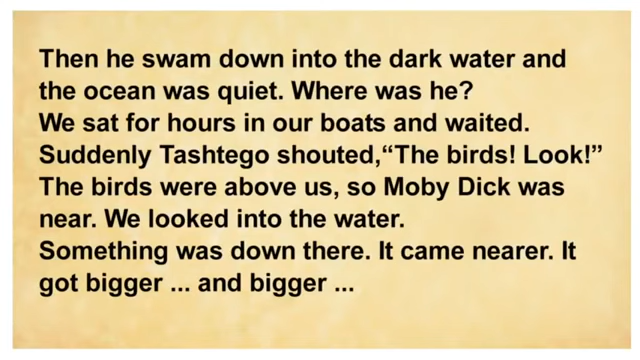 Then he swam down into the dark water and
the ocean was quiet. Where was he?
We sat for hours in our boats and waited.
Suddenly Tashtego shouted,“The birds! Look!”
The birds were above us, so Moby Dick was
near. We looked into the water.
Something was down there. It came nearer. It
got bigger ... and bigger ...